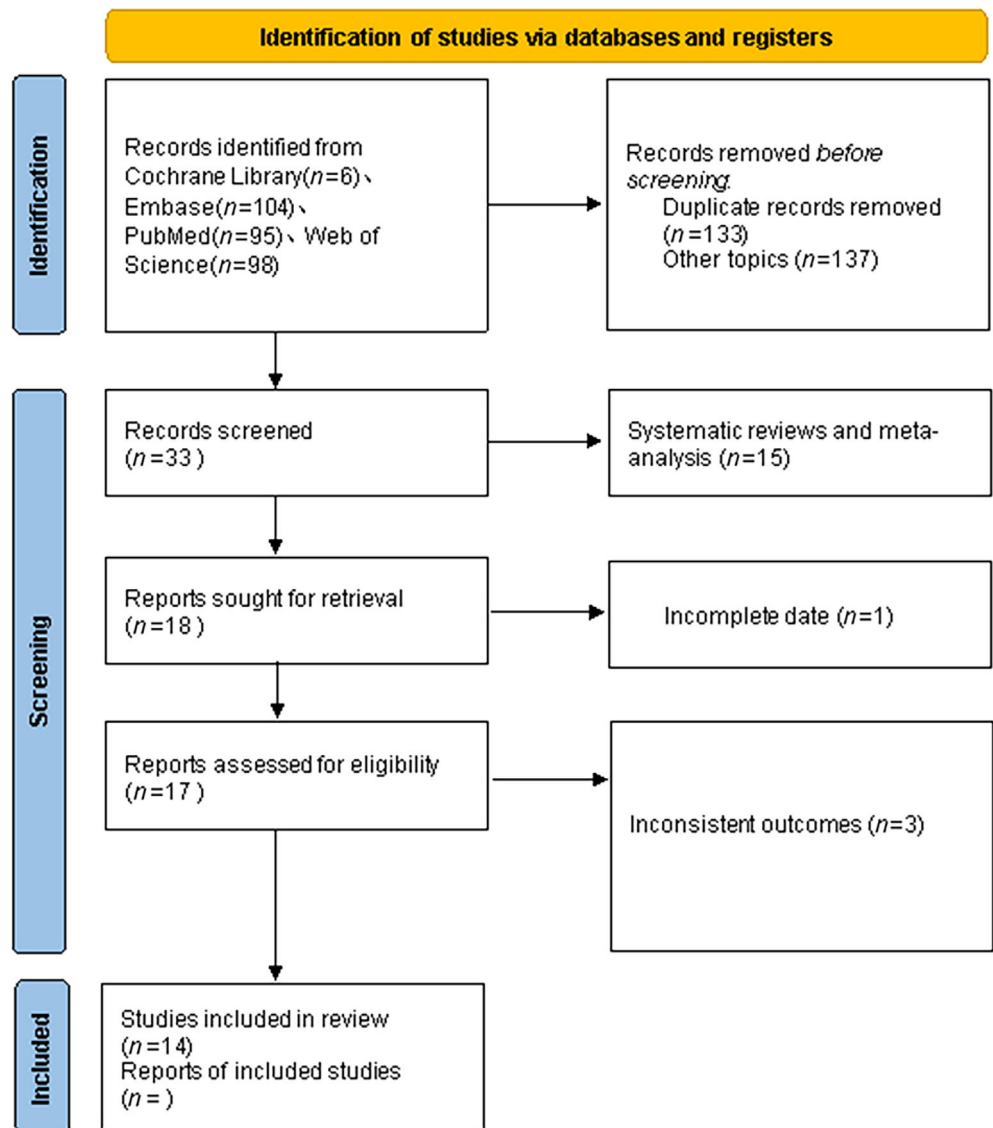 Identification of studies via databases and registers
Identification
Records identified from
Cochrane Library(n=6)、
Embase(n=104)、
PubMed(n=95)、Web of
Science(n=98)
Records removed before
screening:
Duplicate records removed
(n=133)
Other topics (n=137)
Screening
Records screened
(n=33 )
Systematic reviews and meta-
analysis (n=15)
Reports sought for retrieval
(n=18 )
Incomplete date (n=1)
Reports assessed for eligibility
(n=17 )
Inconsistent outcomes (n=3)
Included
Studies included in review
(n=14)
Reports of included studies
(n= )